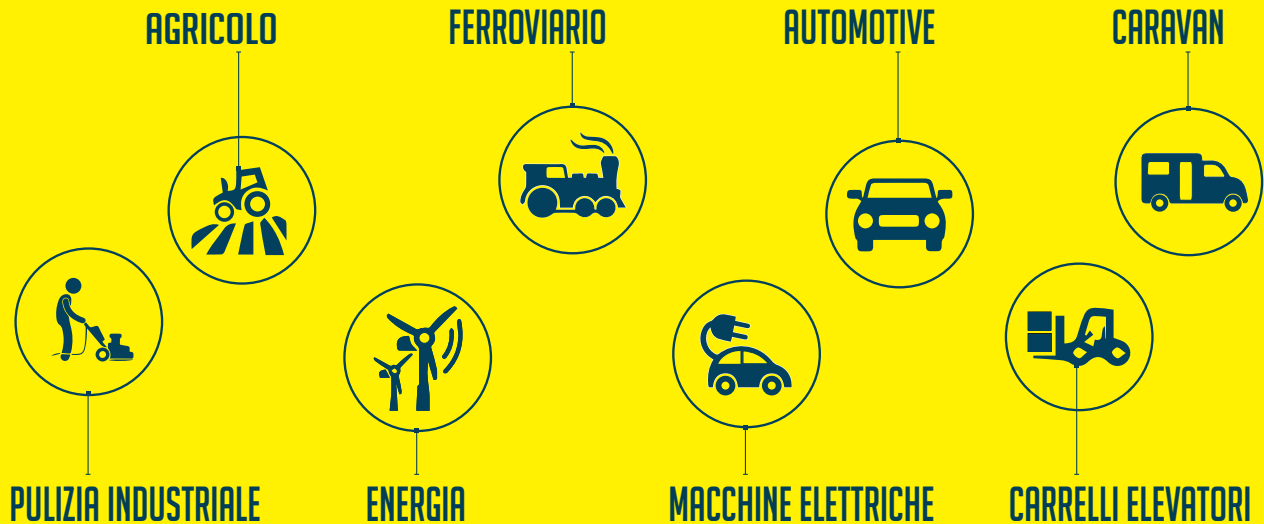 AGRICOLO
FERROVIARIO
AUTOMOTIVE
CARAVAN
PULIZIA INDUSTRIALE
ENERGIA
MACCHINE ELETTRICHE
CARRELLI ELEVATORI